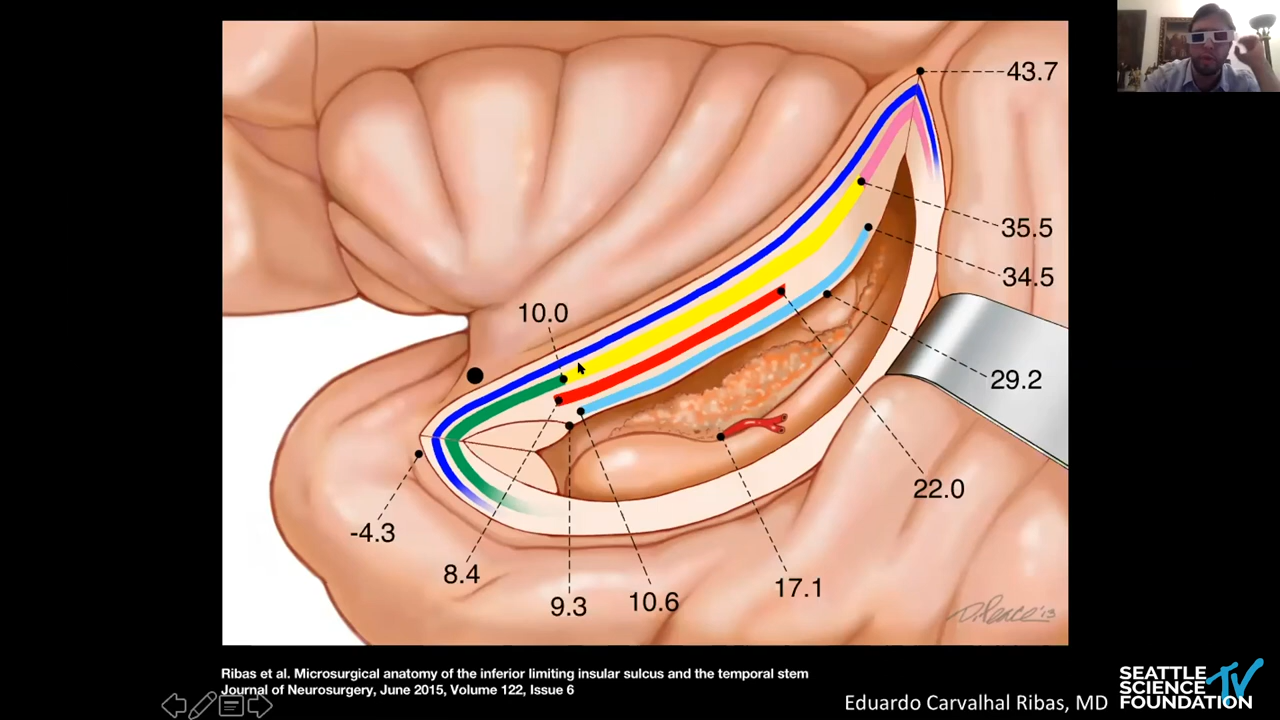 43.7
35.5
34.5
10.0
29.2
22.0
-4.3
8.4
9.3
10.6
17.1
D. Peace '13
Ribas et al. Microsurgical anatomy of the inferior limiting insular sulcus and the temporal stem
Journal of Neurosurgery, June 2015, Volume 122, Issue 6
Eduardo Carvalhal Ribas, MD
SEATTLE
SCIENCE TV
FOUNDATION